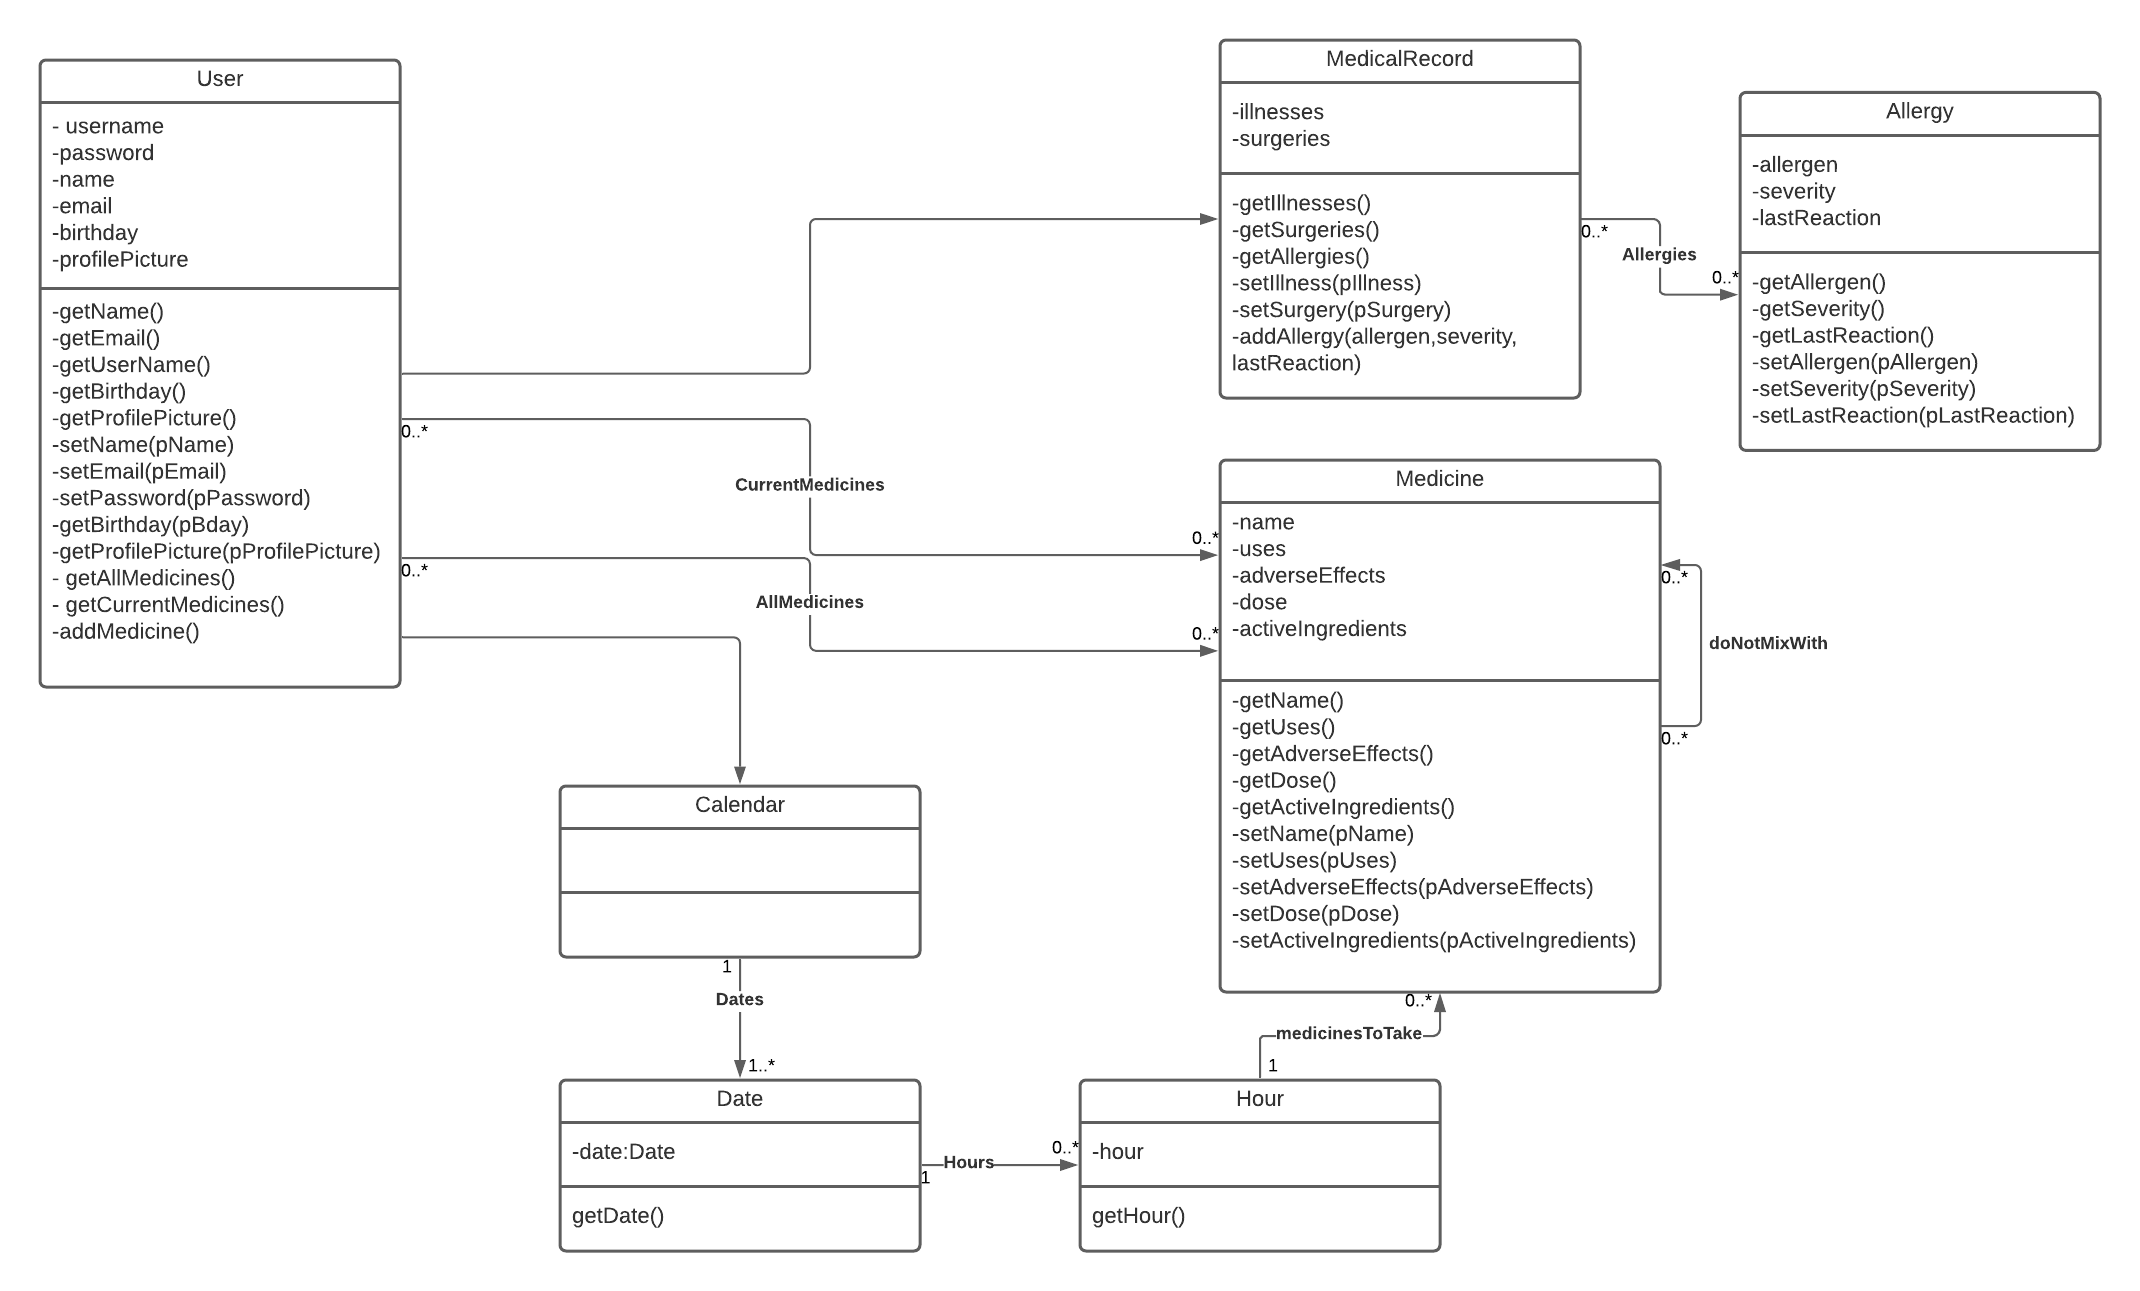 User
- username
-password
-name
-email
-birthday
-profilePicture
-getName()
-getEmail()
-getUserName()
-getBirthday()
-getProfilePicture()
-setName(pName)
-setEmail(pEmail)
-setPassword(pPassword)
-getBirthday(pBday)
-getProfilePicture(pProfilePicture)
- getAllMedicines()
- getCurrentMedicines()
-addMedicine()
MedicalRecord
-illnesses
-surgeries
-getIllnesses()
-getSurgeries()
-getAllergies()
-setIllness(pIllness)
-setSurgery(pSurgery)
-addAllergy(allergen,severity,
lastReaction)
0..*
Allergies
0..*
Allergy
-allergen
-severity
-lastReaction
-getAllergen()
-getSeverity()
-getLastReaction()
-setAllergen(pAllergen)
-setSeverity(pSeverity)
-setLastReaction(pLastReaction)
0..*
CurrentMedicines
0..*
0..*
AllMedicines
0..*
Medicine
-name
-uses
-adverseEffects
-dose
-activeIngredients
-getName()
-getUses()
-getAdverseEffects()
-getDose()
-getActiveIngredients()
-setName(pName)
-setUses(pUses)
-setAdverseEffects(pAdverseEffects)
-setDose(pDose)
-setActiveIngredients(pActiveIngredients)
0..*
doNotMixWith
0..*
Calendar
1
Dates
1..*
Date
-date:Date
getDate()
1
Hours
0..*
Hour
-hour
getHour()
0..*
medicinesToTake
1